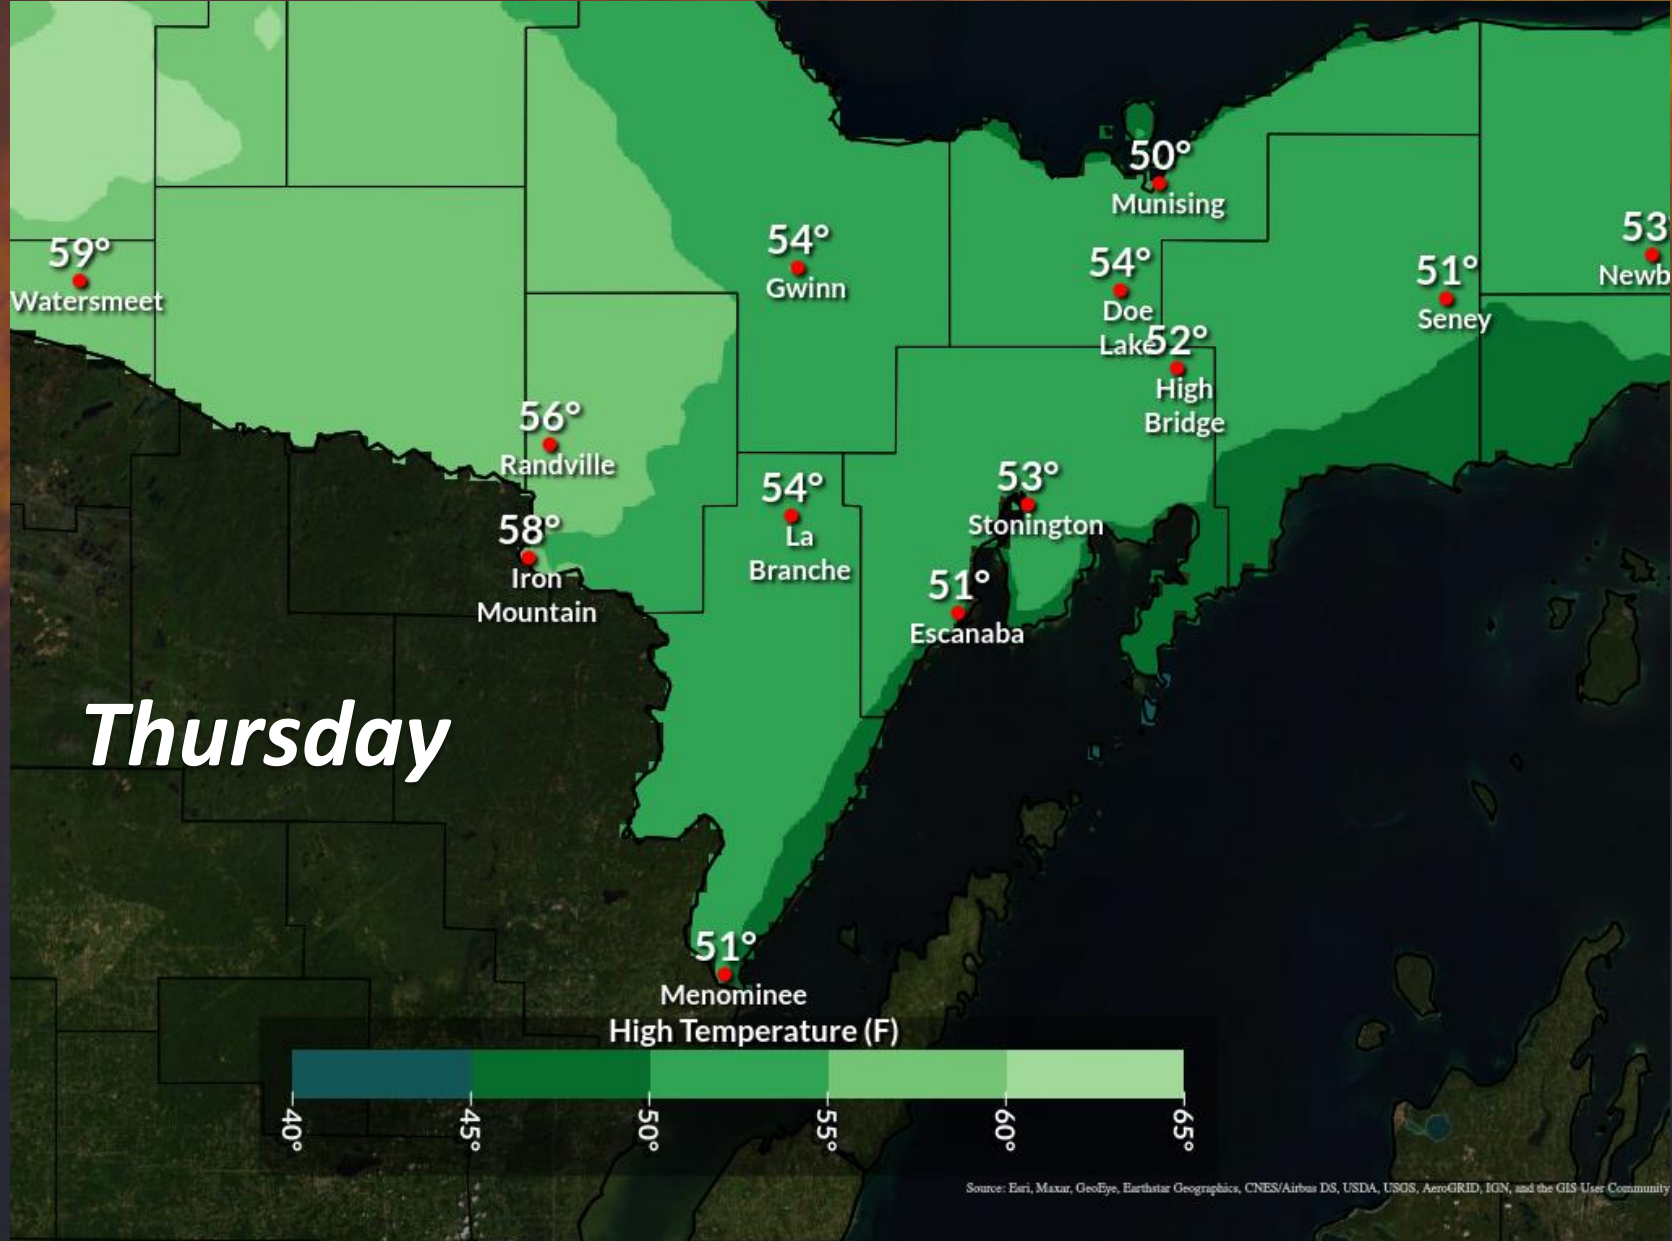 50°
Munising
59°
Watersmeet
54°
Gwinn
54°
Doe
Lake
51°
Seney
53°
Newb
52°
High
Bridge
56°
Randville
54°
La
Branche
53°
Stonington
58°
Iron
Mountain
51°
Escanaba
Thursday
51°
Menominee
High Temperature (F)
40°
45°
50°
55°
60°
65°
Source: Esri, Maxar, GeoEye, Earthstar Geographics, CNES/Airbus DS, USDA, USGS, AeroGRID, IGN, and the GIS User Community